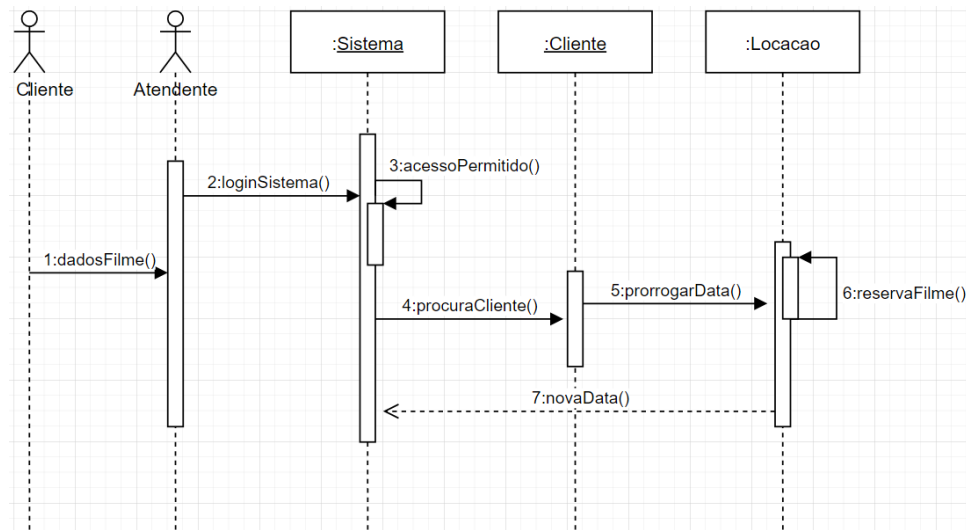 :Sistema
:Cliente
:Locacao
Cliente
Atendente
3:acessoPermitido()
2:loginSistema()
1:dadosFilme()
5:prorrogarData()
6:reservaFilme()
4:procuraCliente()
7:novaData()